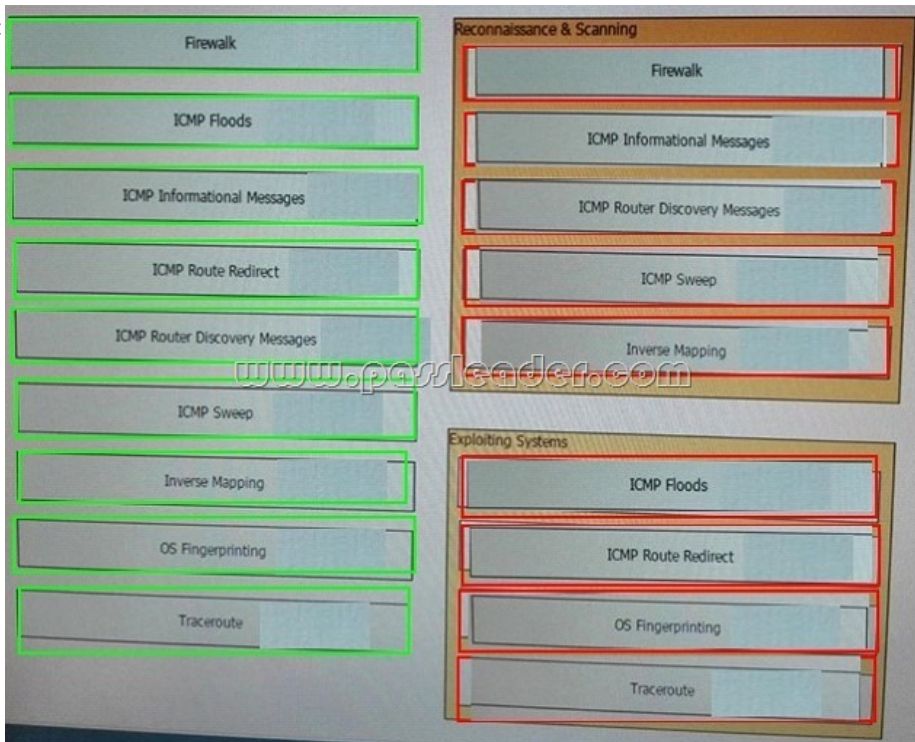 Firewalk
ICMP Floods
ICMP Informational Messages
ICMP Route Redirect
ICMP Router Discovery Messages
ICMP Sweep
Inverse Mapping
OS Fingerprinting
Traceroute
Reconnaissance & Scanning
Firewalk
ICMP Informational Messages
ICMP Router Discovery Messages
ICMP Sweep
Inverse Mapping
Exploiting Systems
ICMP Floods
ICMP Route Redirect
OS Fingerprinting
Traceroute
www.passleader.com